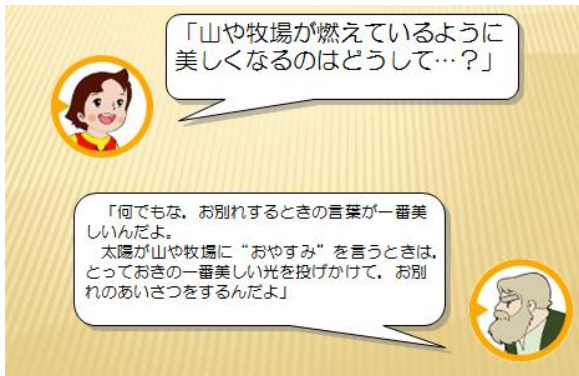 「山や牧場が燃えているように
美しくなるのはどうして…？」
「何でもな，お別れするときの言葉が一番美
しいんだよ。
太陽が山や牧場に“おやすみ”を言うときは，
とっておきの一番美しい光を投げかけて，お別
れのあいさつをするんだよ」